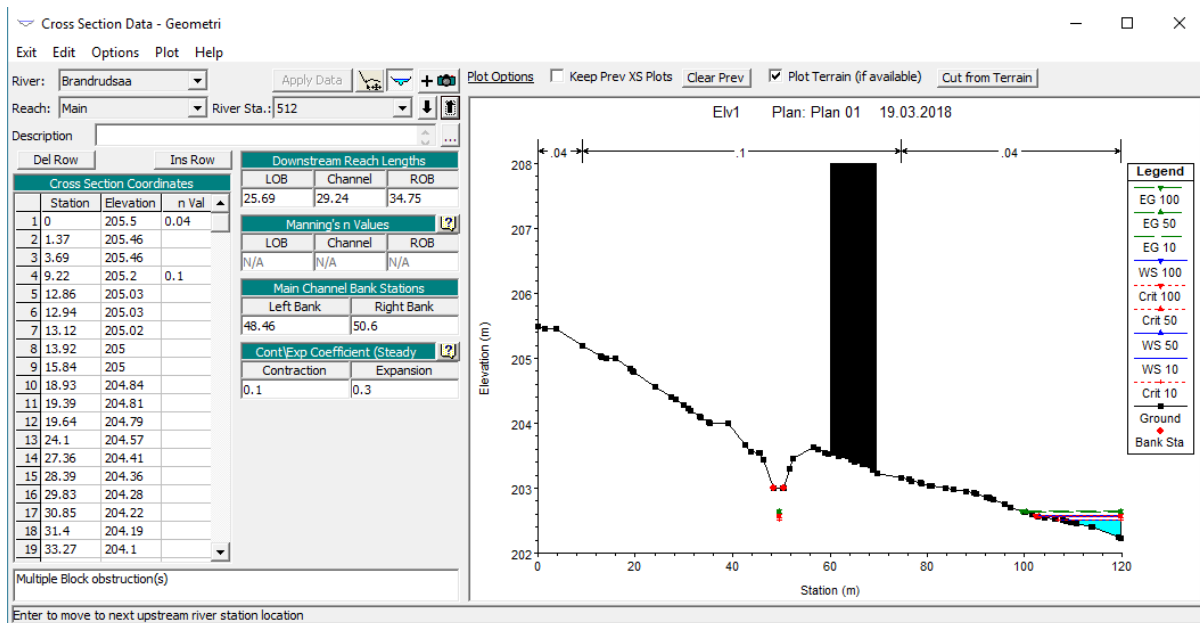 Cross Section Data - Geometri
Exit Edit Options Plot Help
River: Brandrudsaa Apply Data
Reach: Main River Sta.: 512
Description ...
Del Row Ins Row
Cross Section Coordinates
Station Elevation n Val
1 0 205.5 0.04
2 1.37 205.46
3 3.69 205.46
4 9.22 205.2 0.1
5 12.86 205.03
6 12.94 205.03
7 13.12 205.02
8 13.92 205
9 15.84 205
10 18.93 204.84
11 19.39 204.81
12 19.64 204.79
13 24.1 204.57
14 27.36 204.41
15 28.39 204.36
16 29.83 204.28
17 30.85 204.22
18 31.4 204.19
19 33.27 204.1
Downstream Reach Lengths
LOB Channel ROB
25.69 29.24 34.75
Manning's n Values
LOB Channel ROB
N/A N/A N/A
Main Channel Bank Stations
Left Bank Right Bank
48.46 50.6
Cont\Exp Coefficient (Steady
Contraction Expansion
0.1 0.3
Multiple Block obstruction(s)
Enter to move to next upstream river station location
Plot Options Keep Prev XS Plots Clear Prev Plot Terrain (if available) Cut from Terrain
Elv1 Plan: Plan 01 19.03.2018
.04 .1 .04
208
207
206
205
204
203
202
Elevation (m)
0 20 40 60 80 100 120
Station (m)
Legend
EG 100
EG 50
EG 10
WS 100
Crit 100
Crit 50
WS 50
WS 10
Crit 10
Ground
Bank Sta